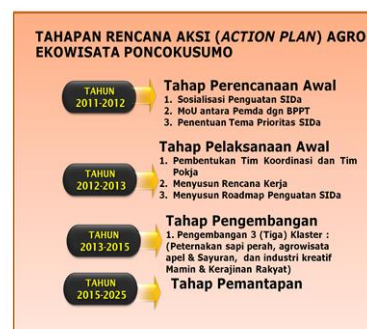 TAHAPAN RENCANA AKSI (ACTION PLAN) AGRO
EKOWISATA PONCOKUSUMO
TAHUN
2011-2012
Tahap Perencanaan Awal
1. Sosialisasi Penguatan SIDa
2. MoU antara Pemda dgn BPPT
3. Penentuan Tema Prioritas SIDa
TAHUN
2012-2013
Tahap Pelaksanaan Awal
1. Pembentukan Tim Koordinasi dan Tim
Pokja
2. Menyusun Rencana Kerja
3. Menyusun Roadmap Penguatan SIDa
TAHUN
2013-2015
Tahap Pengembangan
1. Pengembangan 3 (Tiga) Klaster :
(Peternakan sapi perah, agrowisata
apel & Sayuran, dan industri kreatif
Mamin & Kerajinan Rakyat)
TAHUN
2015-2025
Tahap Pemantapan